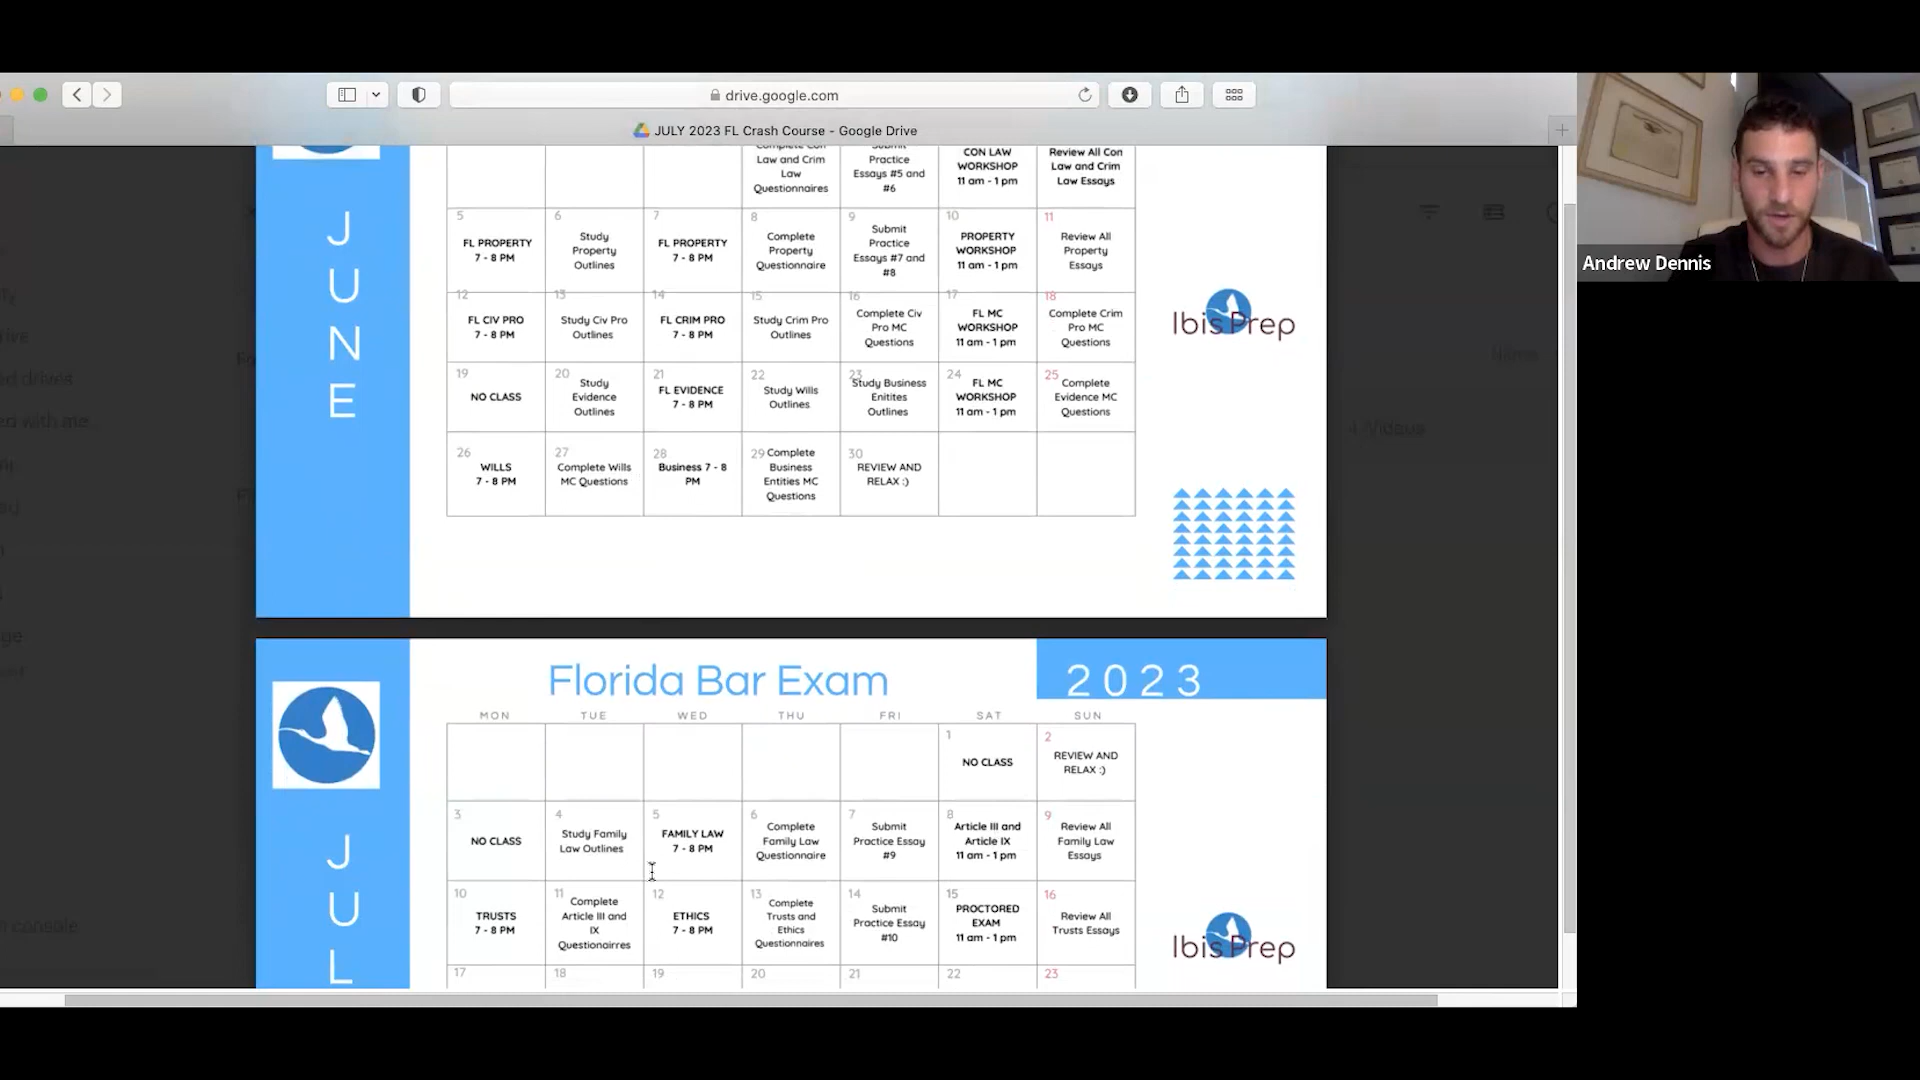 drive.google.com
JULY 2023 FL Crash Course - Google Drive
Andrew Dennis
J
U
N
E
Law and Crim
Law
Questionnaires
Submit
Practice
Essays #5 and
#6
CON LAW
WORKSHOP
11 am - 1 pm
Review All Con
Law and Crim
Law Essays
5
FL PROPERTY
7 - 8 PM
6
Study
Property
Outlines
7
FL PROPERTY
7 - 8 PM
8
Complete
Property
Questionnaire
9
Submit
Practice
Essays #7 and
#8
10
PROPERTY
WORKSHOP
11 am - 1 pm
11
Review All
Property
Essays
12
FL CIV PRO
7 - 8 PM
13
Study Civ Pro
Outlines
14
FL CRIM PRO
7 - 8 PM
15
Study Crim Pro
Outlines
16
Complete Civ
Pro MC
Questions
17
FL MC
WORKSHOP
11 am - 1 pm
18
Complete Crim
Pro MC
Questions
19
NO CLASS
20
Study
Evidence
Outlines
21
FL EVIDENCE
7 - 8 PM
22
Study Wills
Outlines
23
Study Business
Enitites
Outlines
24
FL MC
WORKSHOP
11 am - 1 pm
25
Complete
Evidence MC
Questions
26
WILLS
7 - 8 PM
27
Complete Wills
MC Questions
28
Business 7 - 8
PM
29
Complete
Business
Entities MC
Questions
30
REVIEW AND
RELAX :)
Ibis Prep
Florida Bar Exam
2023
J
U
L
MON TUE WED THU FRI SAT SUN
1
NO CLASS
2
REVIEW AND
RELAX :)
3
NO CLASS
4
Study Family
Law Outlines
5
FAMILY LAW
7 - 8 PM
6
Complete
Family Law
Questionnaire
7
Submit
Practice Essay
#9
8
Article III and
Article IX
11 am - 1 pm
9
Review All
Family Law
Essays
10
TRUSTS
7 - 8 PM
11
Complete
Article III and
IX
Questionairres
12
ETHICS
7 - 8 PM
13
Complete
Trusts and
Ethics
Questionnaires
14
Submit
Practice Essay
#10
15
PROCTORED
EXAM
11 am - 1 pm
16
Review All
Trusts Essays
17 18 19 20 21 22 23
Ibis Prep
ed drives
ed with me
+ Videos
Name
console